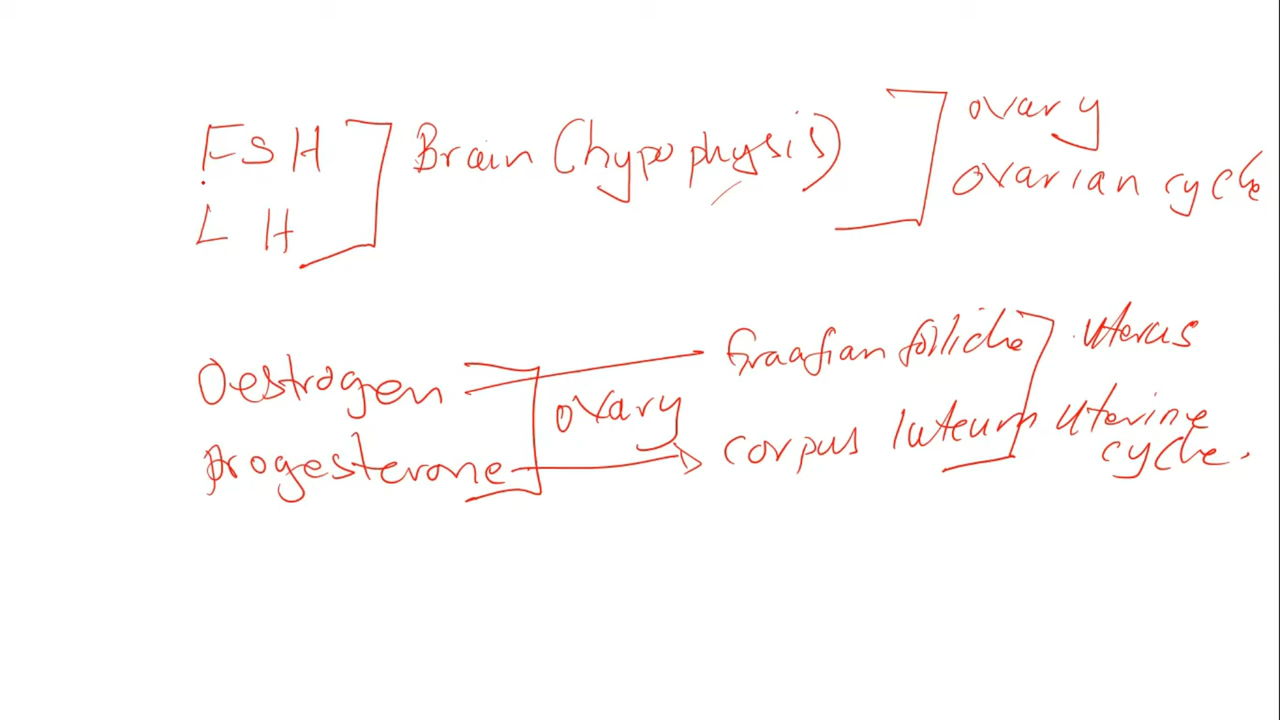 FSH Brain (hypophysis) ovary
LH ovarian cycle
Oestrogen Graafian follicle uterus
ovary
Progesterone corpus luteum uterine cycle.